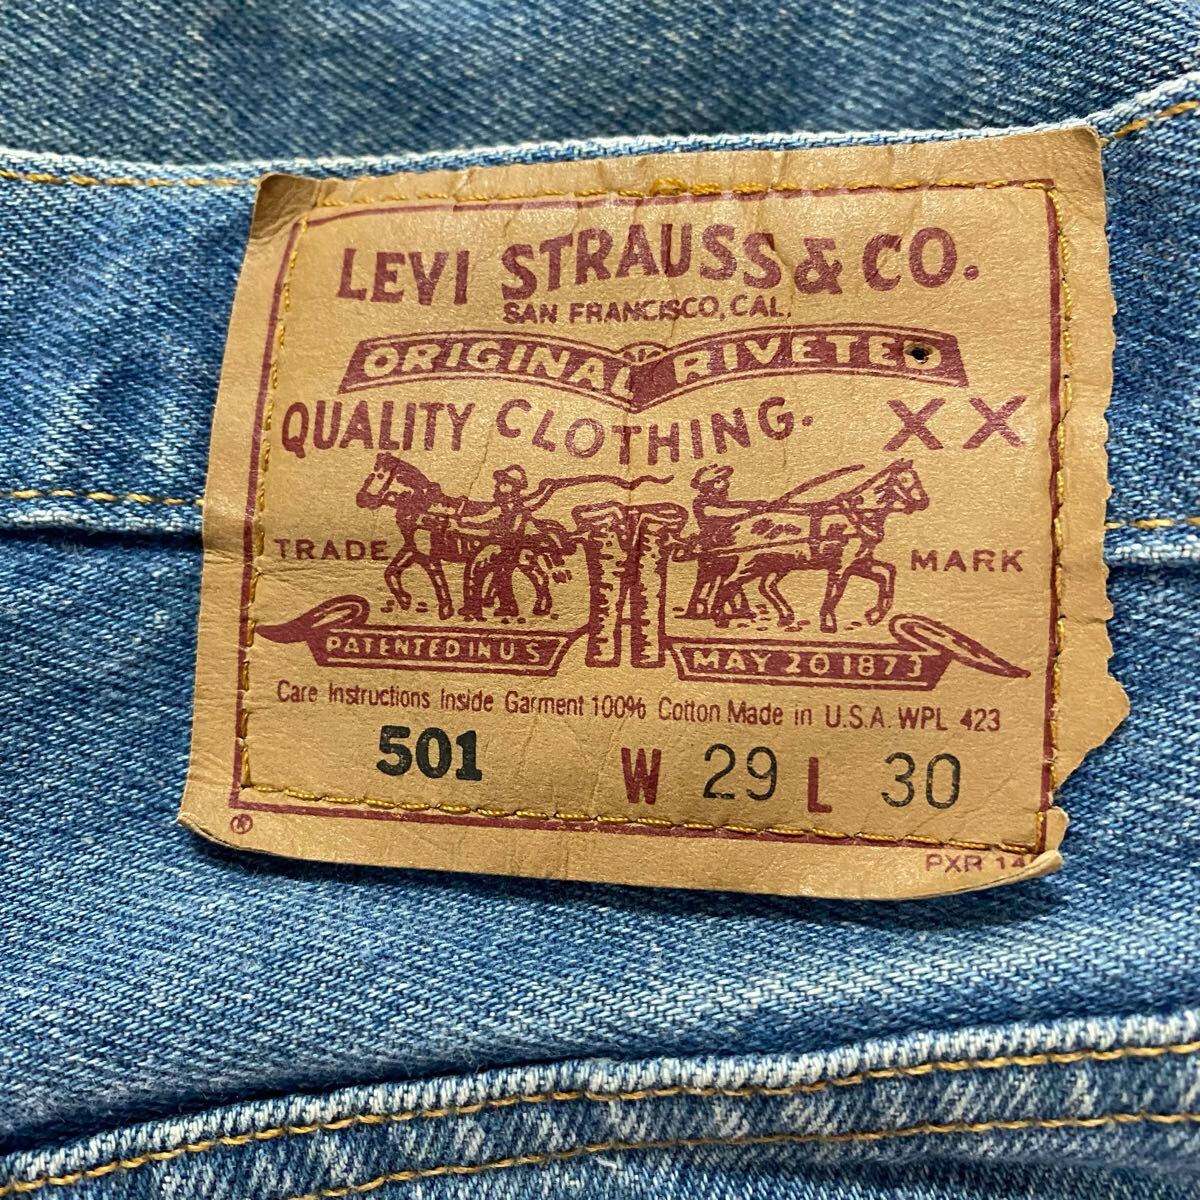 LEVI STRAUSS & CO.
SAN FRANCISCO, CAL.
ORIGINAL RIVETED
QUALITY CLOTHING. XX
TRADE MARK
PATENTED IN U S MAY 20 1873
Care Instructions Inside Garment 100% Cotton Made in U.S.A. WPL 423
501 W 29 L 30
® PXR